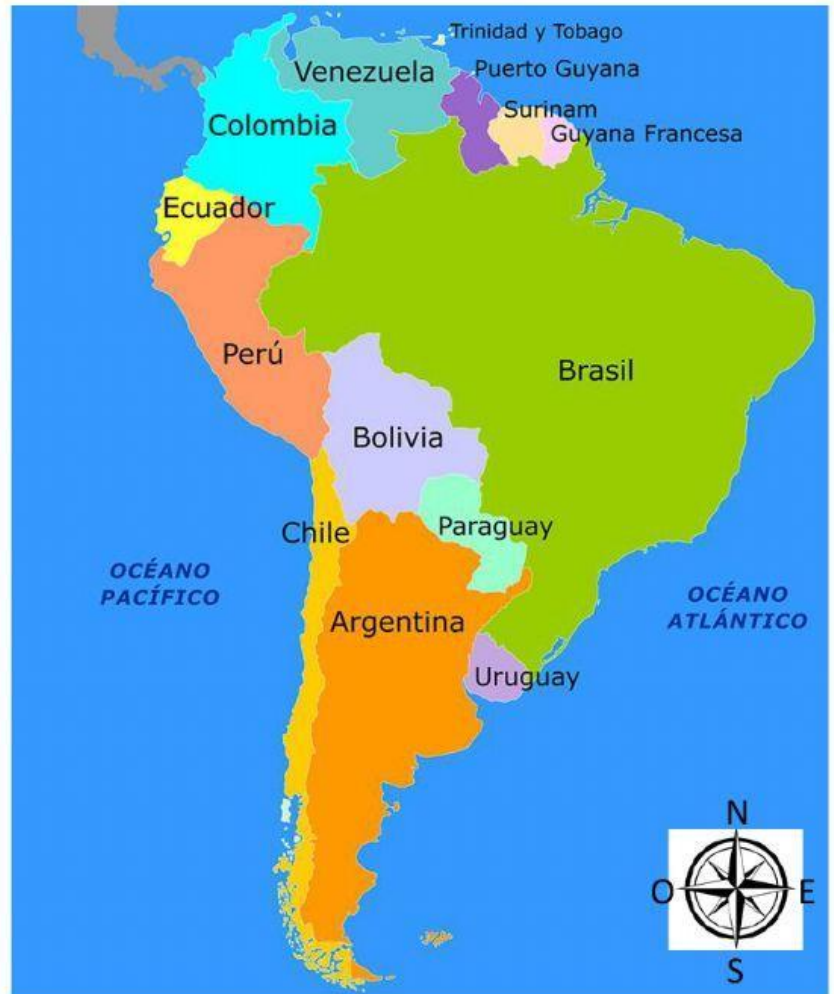 Trinidad y Tobago
Venezuela
Puerto Guyana
Surinam
Colombia
Guyana Francesa
Ecuador
Perú
Brasil
Bolivia
Chile
Paraguay
OCÉANO
PACÍFICO
OCÉANO
ATLÁNTICO
Argentina
Uruguay
N
O
E
S